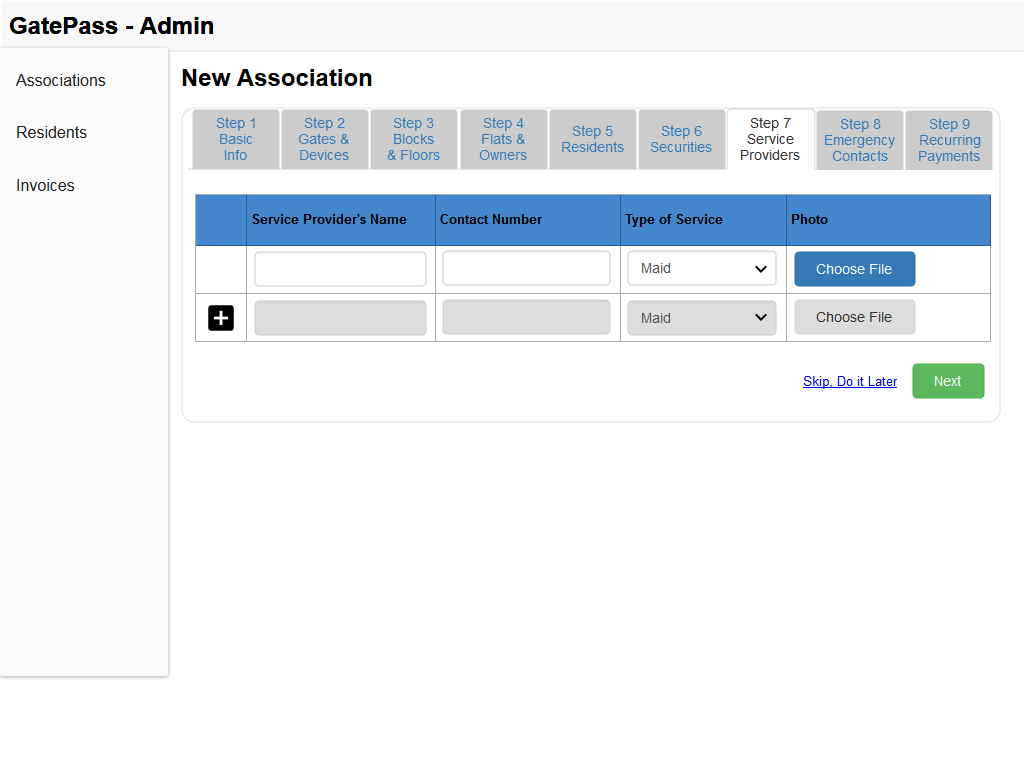 GatePass - Admin
Associations
Residents
Invoices
New Association
Step 1
Basic
Info
Step 2
Gates &
Devices
Step 3
Blocks
& Floors
Step 4
Flats &
Owners
Step 5
Residents
Step 6
Securities
Step 7
Service
Providers
Step 8
Emergency
Contacts
Step 9
Recurring
Payments
Service Provider's Name
Contact Number
Type of Service
Photo
Maid
Choose File
Maid
Choose File
Skip, Do it Later
Next